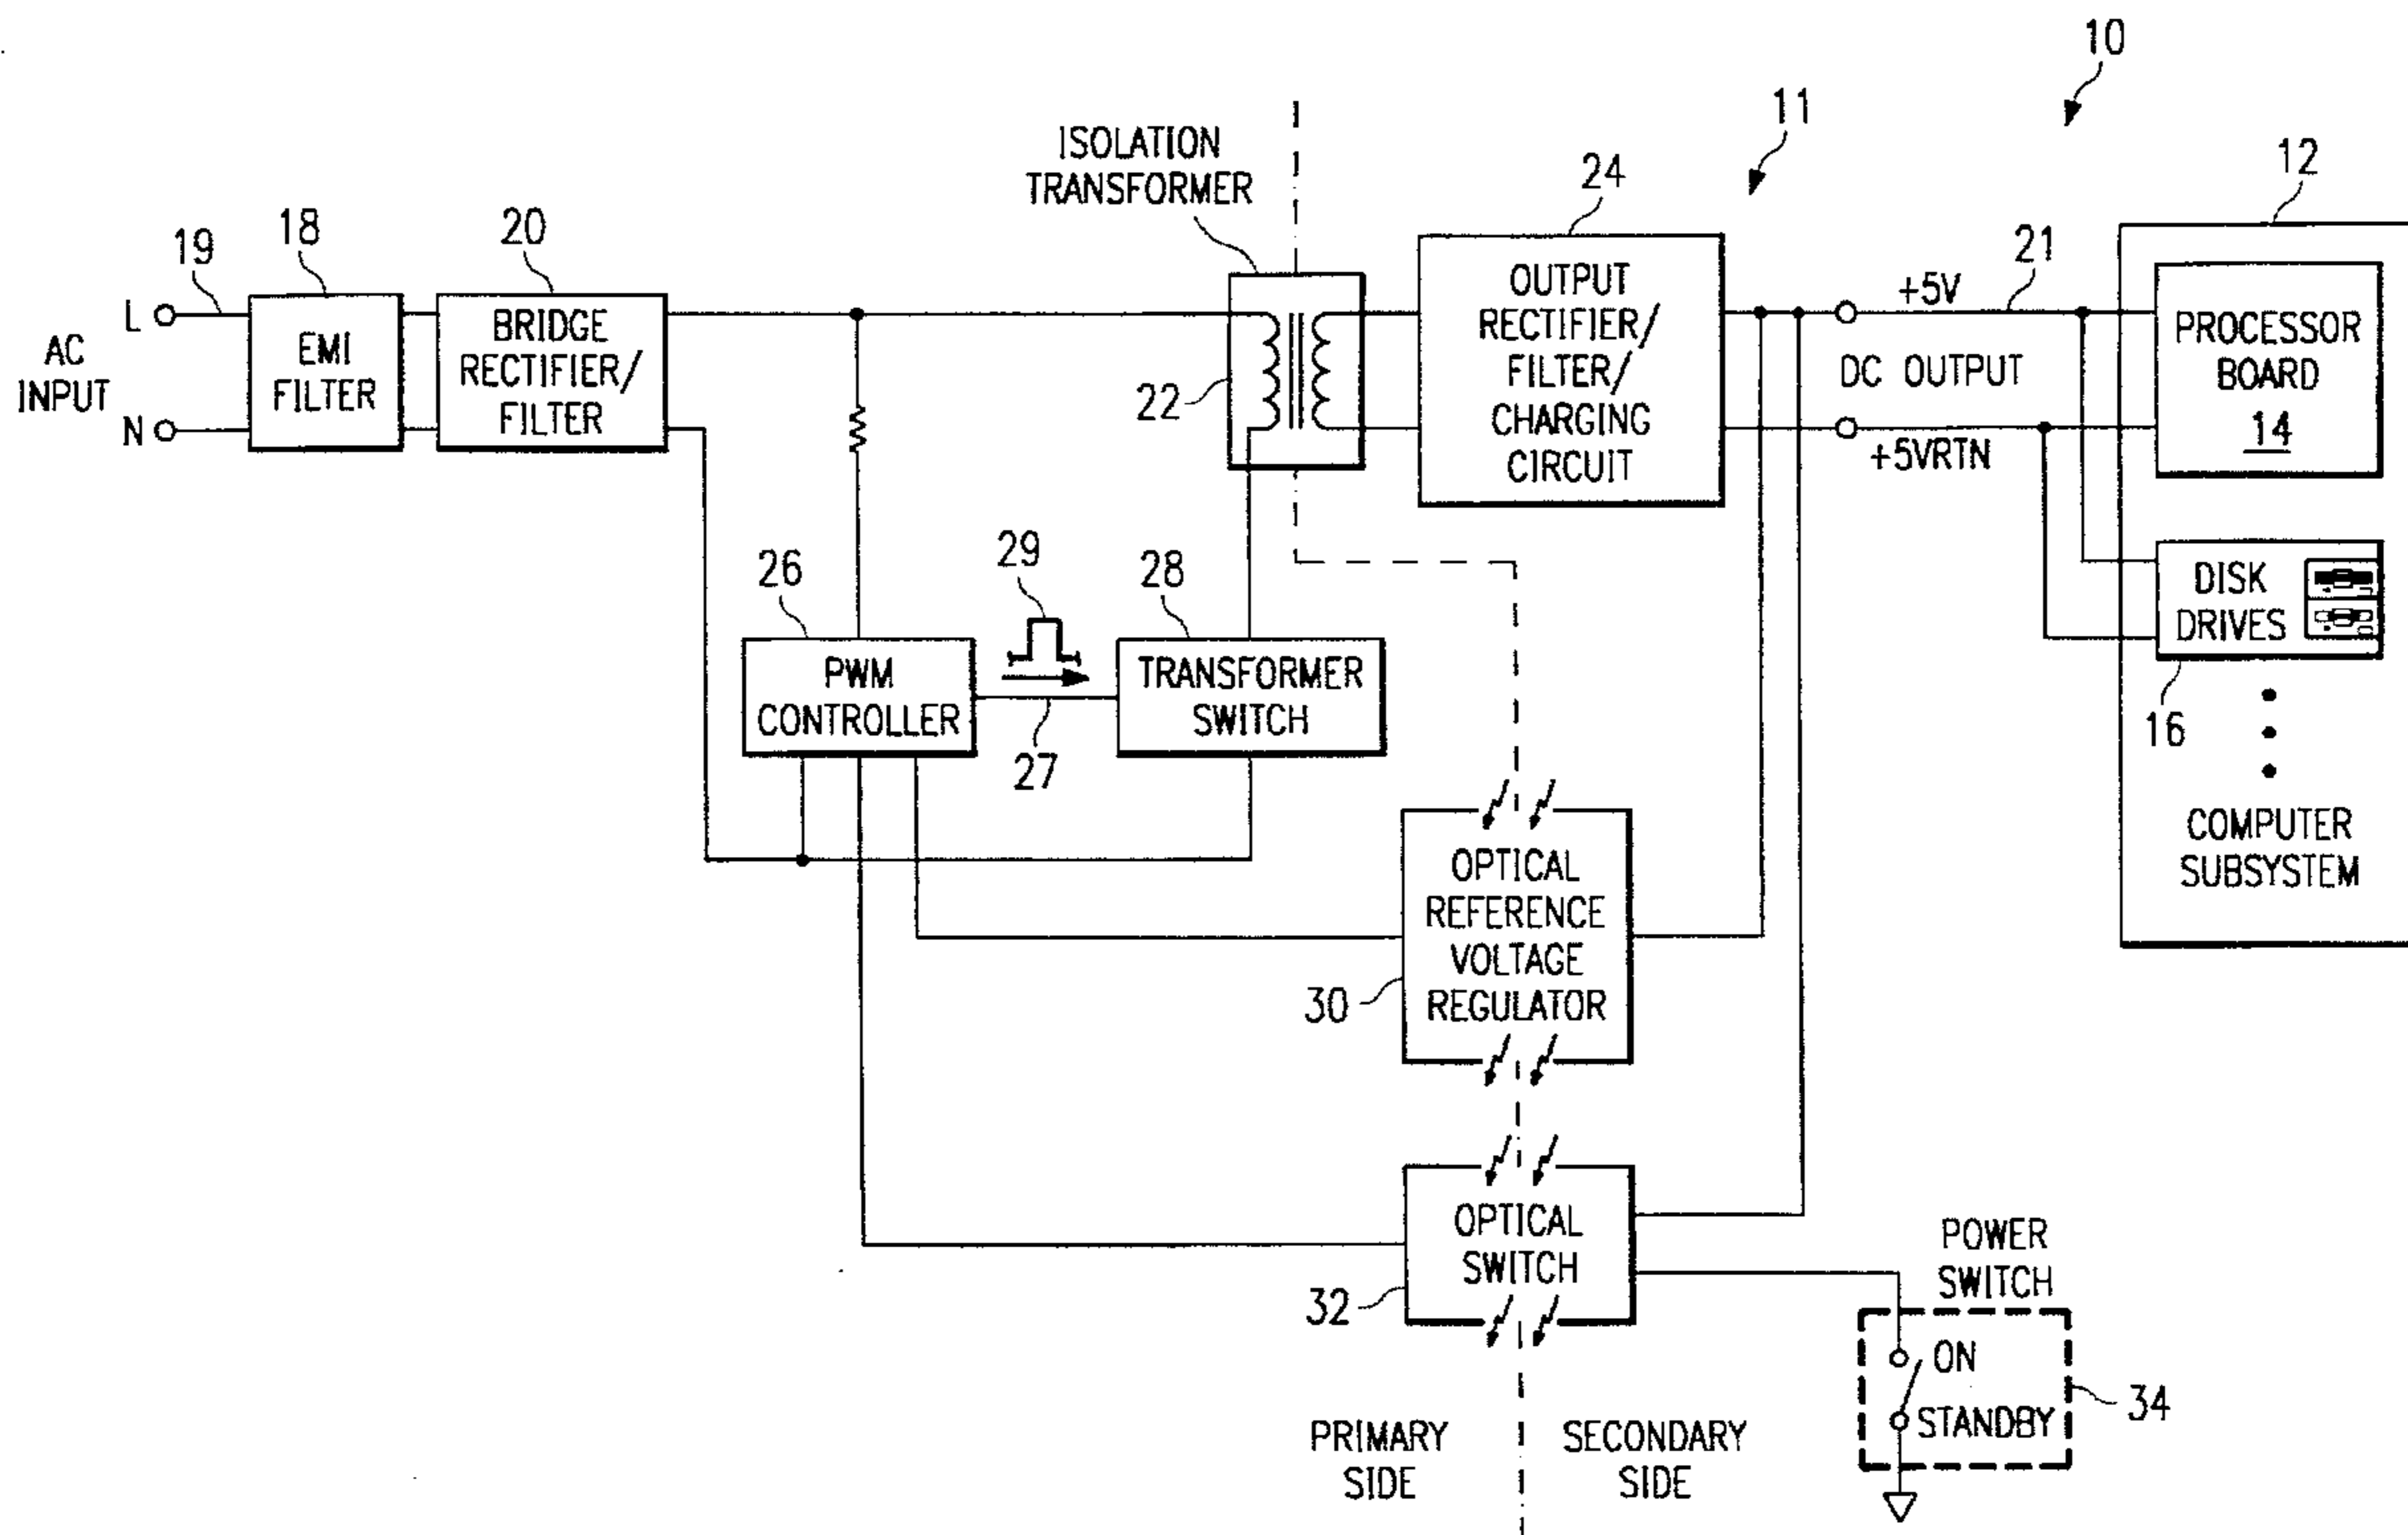 10
11
ISOLATION
TRANSFORMER
24
12
19
18
20
21
L
AC
INPUT
N
EMI
FILTER
BRIDGE
RECTIFIER/
FILTER
22
OUTPUT
RECTIFIER/
FILTER/
CHARGING
CIRCUIT
+5V
DC OUTPUT
+5VRTN
PROCESSOR
BOARD
14
26
29
28
PWM
CONTROLLER
27
TRANSFORMER
SWITCH
DISK
DRIVES
16
COMPUTER
SUBSYSTEM
OPTICAL
REFERENCE
VOLTAGE
REGULATOR
30
OPTICAL
SWITCH
32
POWER
SWITCH
ON
STANDBY
34
PRIMARY
SIDE
SECONDARY
SIDE